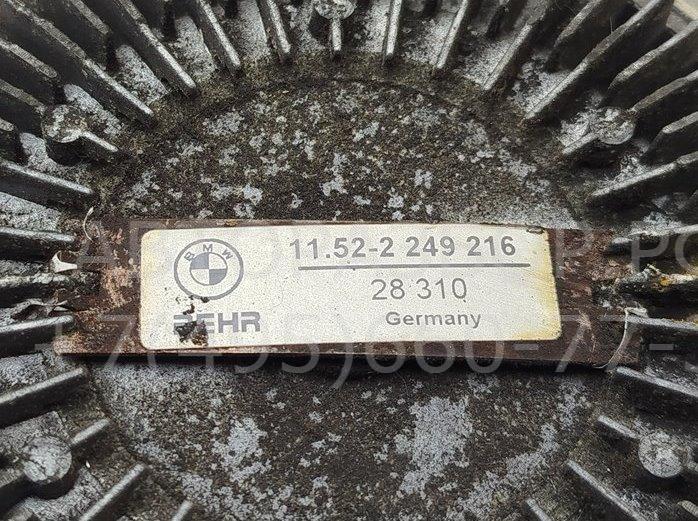 BMW
11.52-2 249 216
28 310
BEHR
Germany